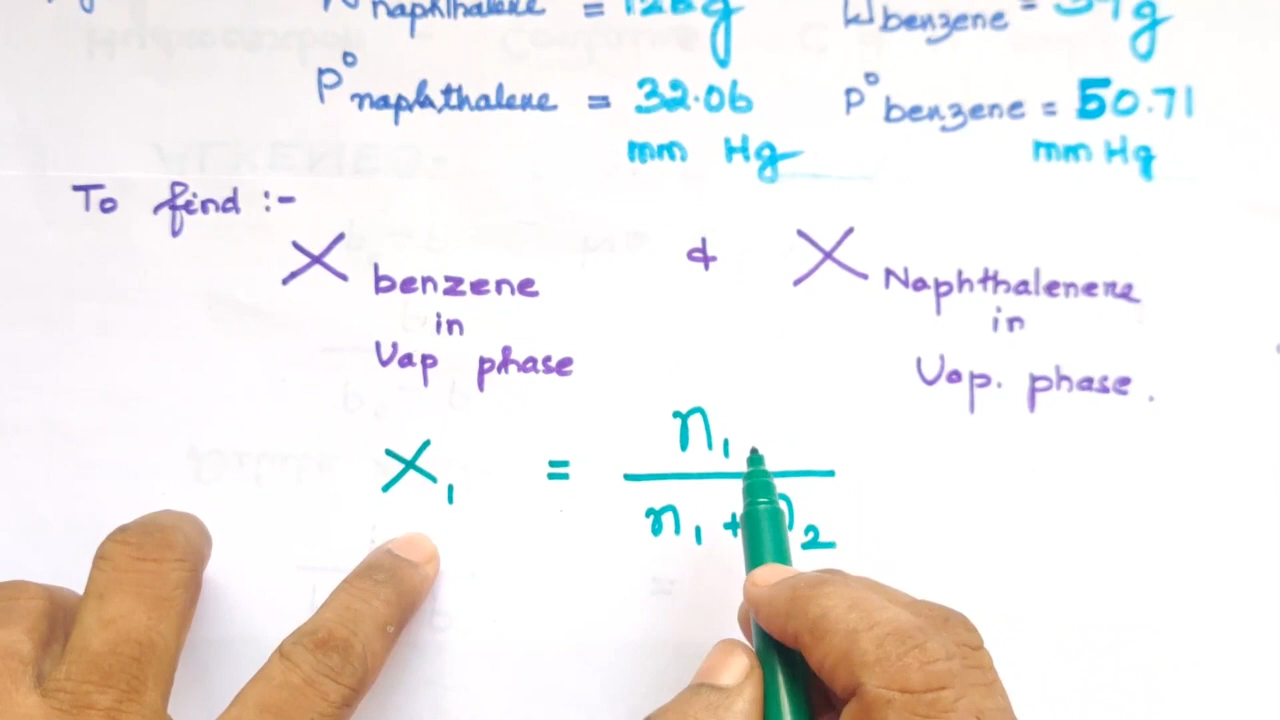 naphthalene = 128g W benzene = 39g
P° naphthalene = 32.06 P° benzene = 50.71
mm Hg mm Hg
To find :-
X benzene & X Naphthalenene
in in
Vap phase Vap. phase.
X₁ = n₁
n₁ + n₂